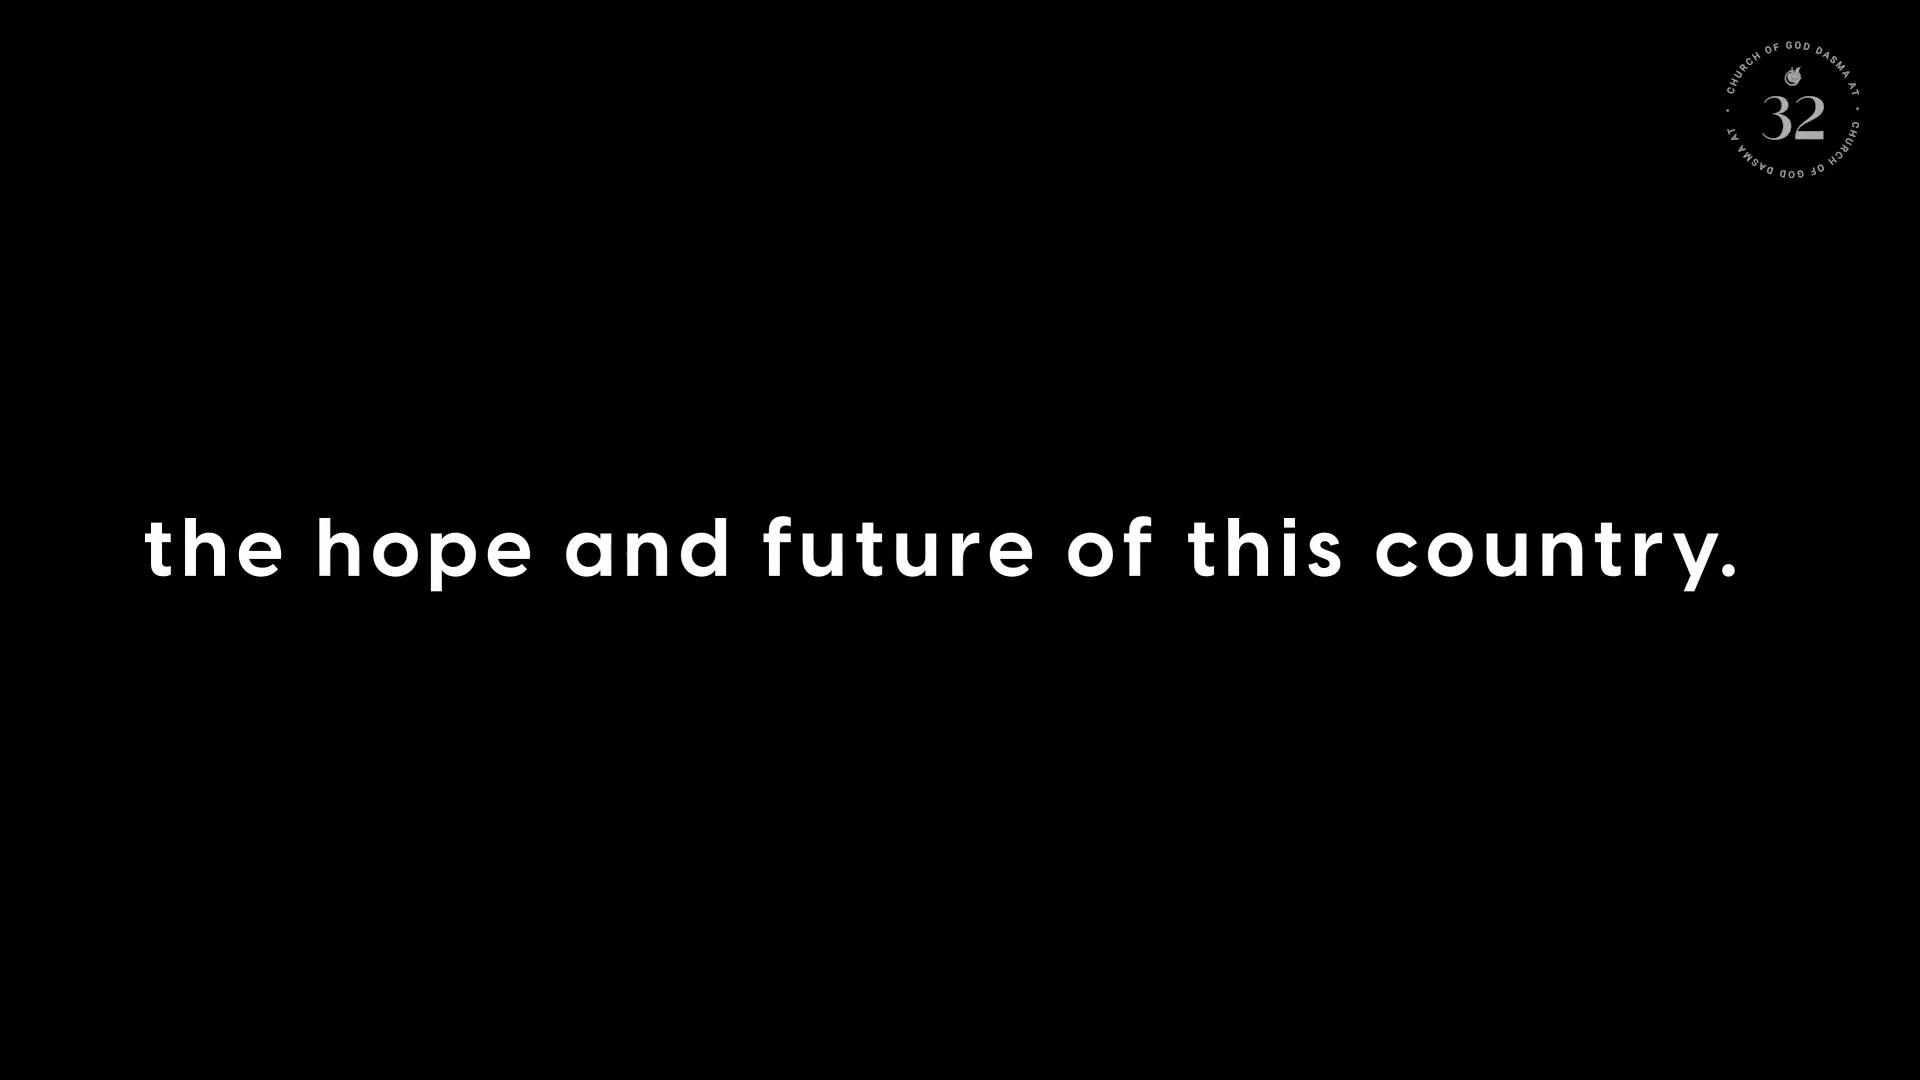 CHURCH OF GOD DASMA AT • CHURCH OF GOD DASMA AT •
32
the hope and future of this country.